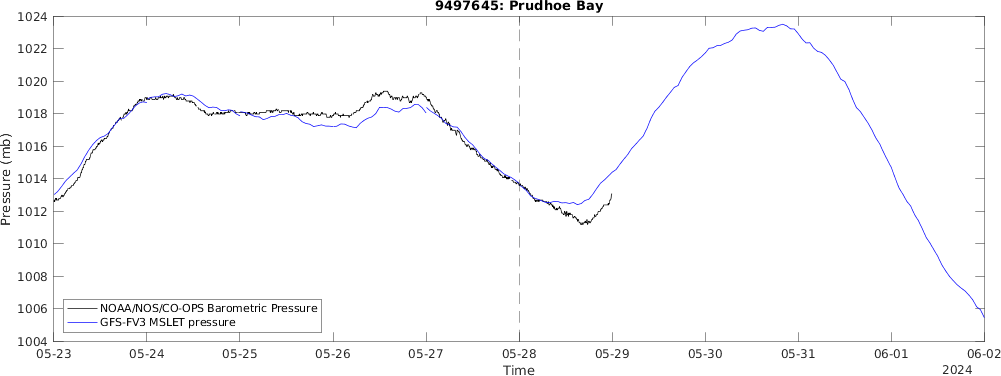 9497645: Prudhoe Bay
Pressure (mb)
1024
1022
1020
1018
1016
1014
1012
1010
1008
1006
1004
NOAA/NOS/CO-OPS Barometric Pressure
GFS-FV3 MSLET pressure
05-23 05-24 05-25 05-26 05-27 05-28 05-29 05-30 05-31 06-01 06-02
Time 2024